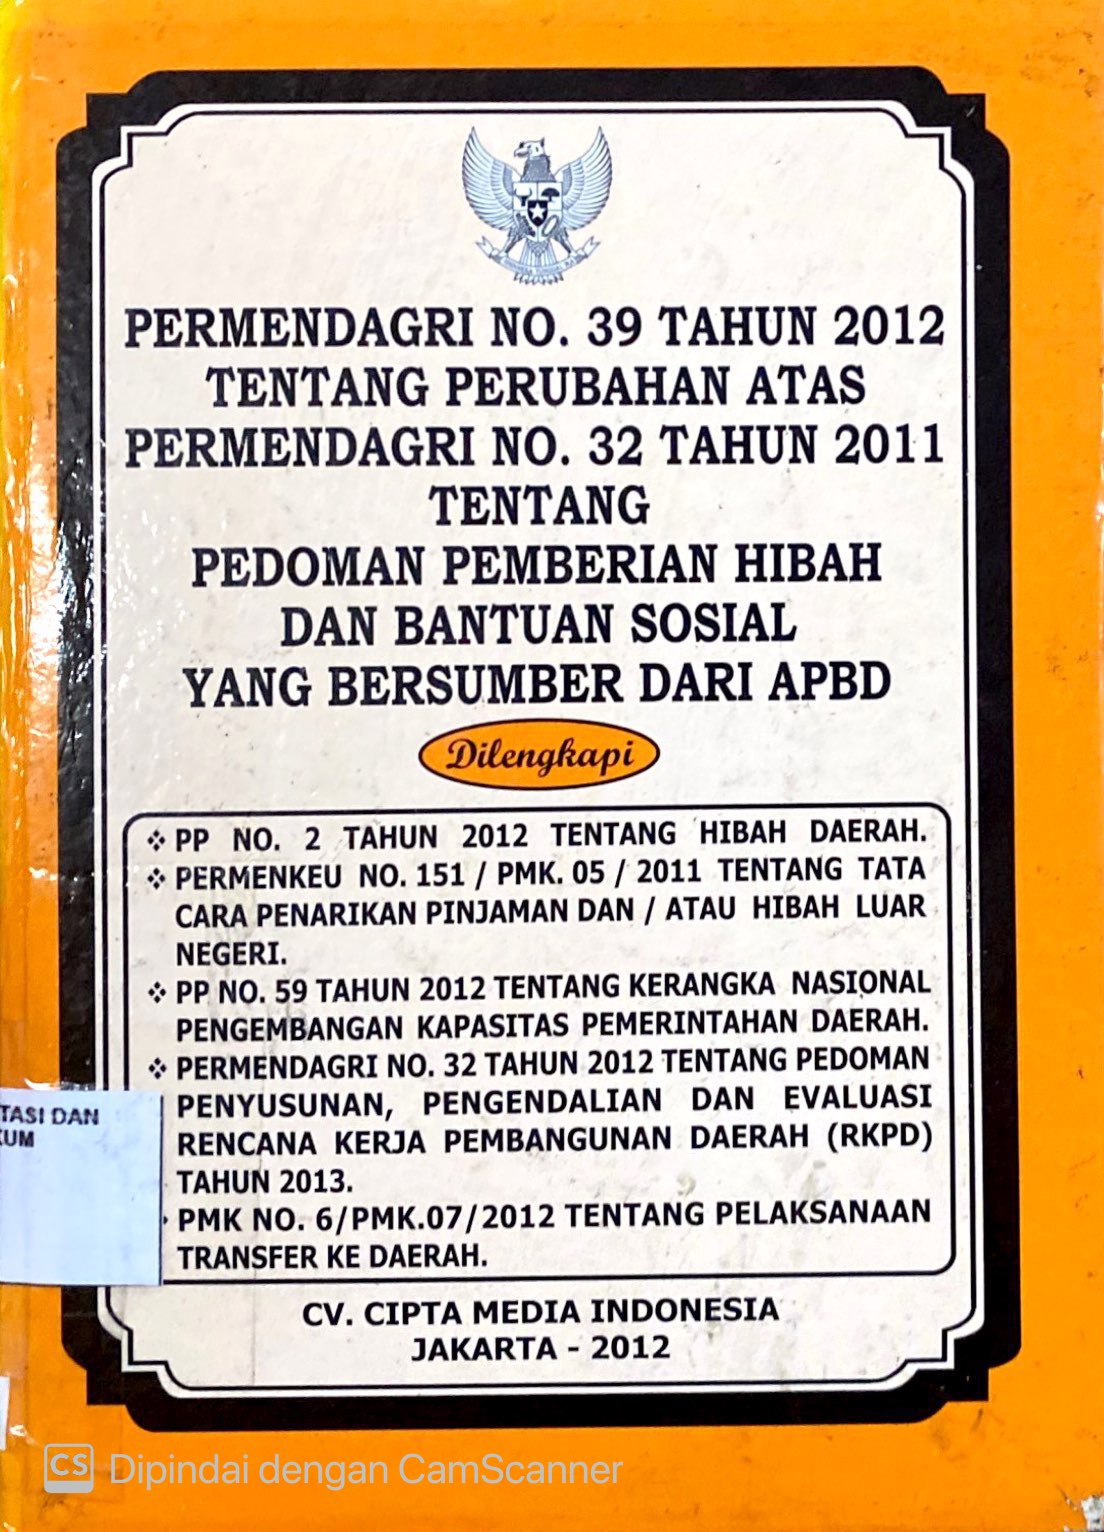 PERMENDAGRI NO. 39 TAHUN 2012
TENTANG PERUBAHAN ATAS
PERMENDAGRI NO. 32 TAHUN 2011
TENTANG
PEDOMAN PEMBERIAN HIBAH
DAN BANTUAN SOSIAL
YANG BERSUMBER DARI APBD
Dilengkapi
❖ PP NO. 2 TAHUN 2012 TENTANG HIBAH DAERAH.
❖ PERMENKEU NO. 151 / PMK. 05 / 2011 TENTANG TATA
CARA PENARIKAN PINJAMAN DAN / ATAU HIBAH LUAR
NEGERI.
❖ PP NO. 59 TAHUN 2012 TENTANG KERANGKA NASIONAL
PENGEMBANGAN KAPASITAS PEMERINTAHAN DAERAH.
❖ PERMENDAGRI NO. 32 TAHUN 2012 TENTANG PEDOMAN
PENYUSUNAN, PENGENDALIAN DAN EVALUASI
RENCANA KERJA PEMBANGUNAN DAERAH (RKPD)
TAHUN 2013.
PMK NO. 6/PMK.07/2012 TENTANG PELAKSANAAN
TRANSFER KE DAERAH.
TASI DAN
KUM
CV. CIPTA MEDIA INDONESIA
JAKARTA - 2012
CS Dipindai dengan CamScanner